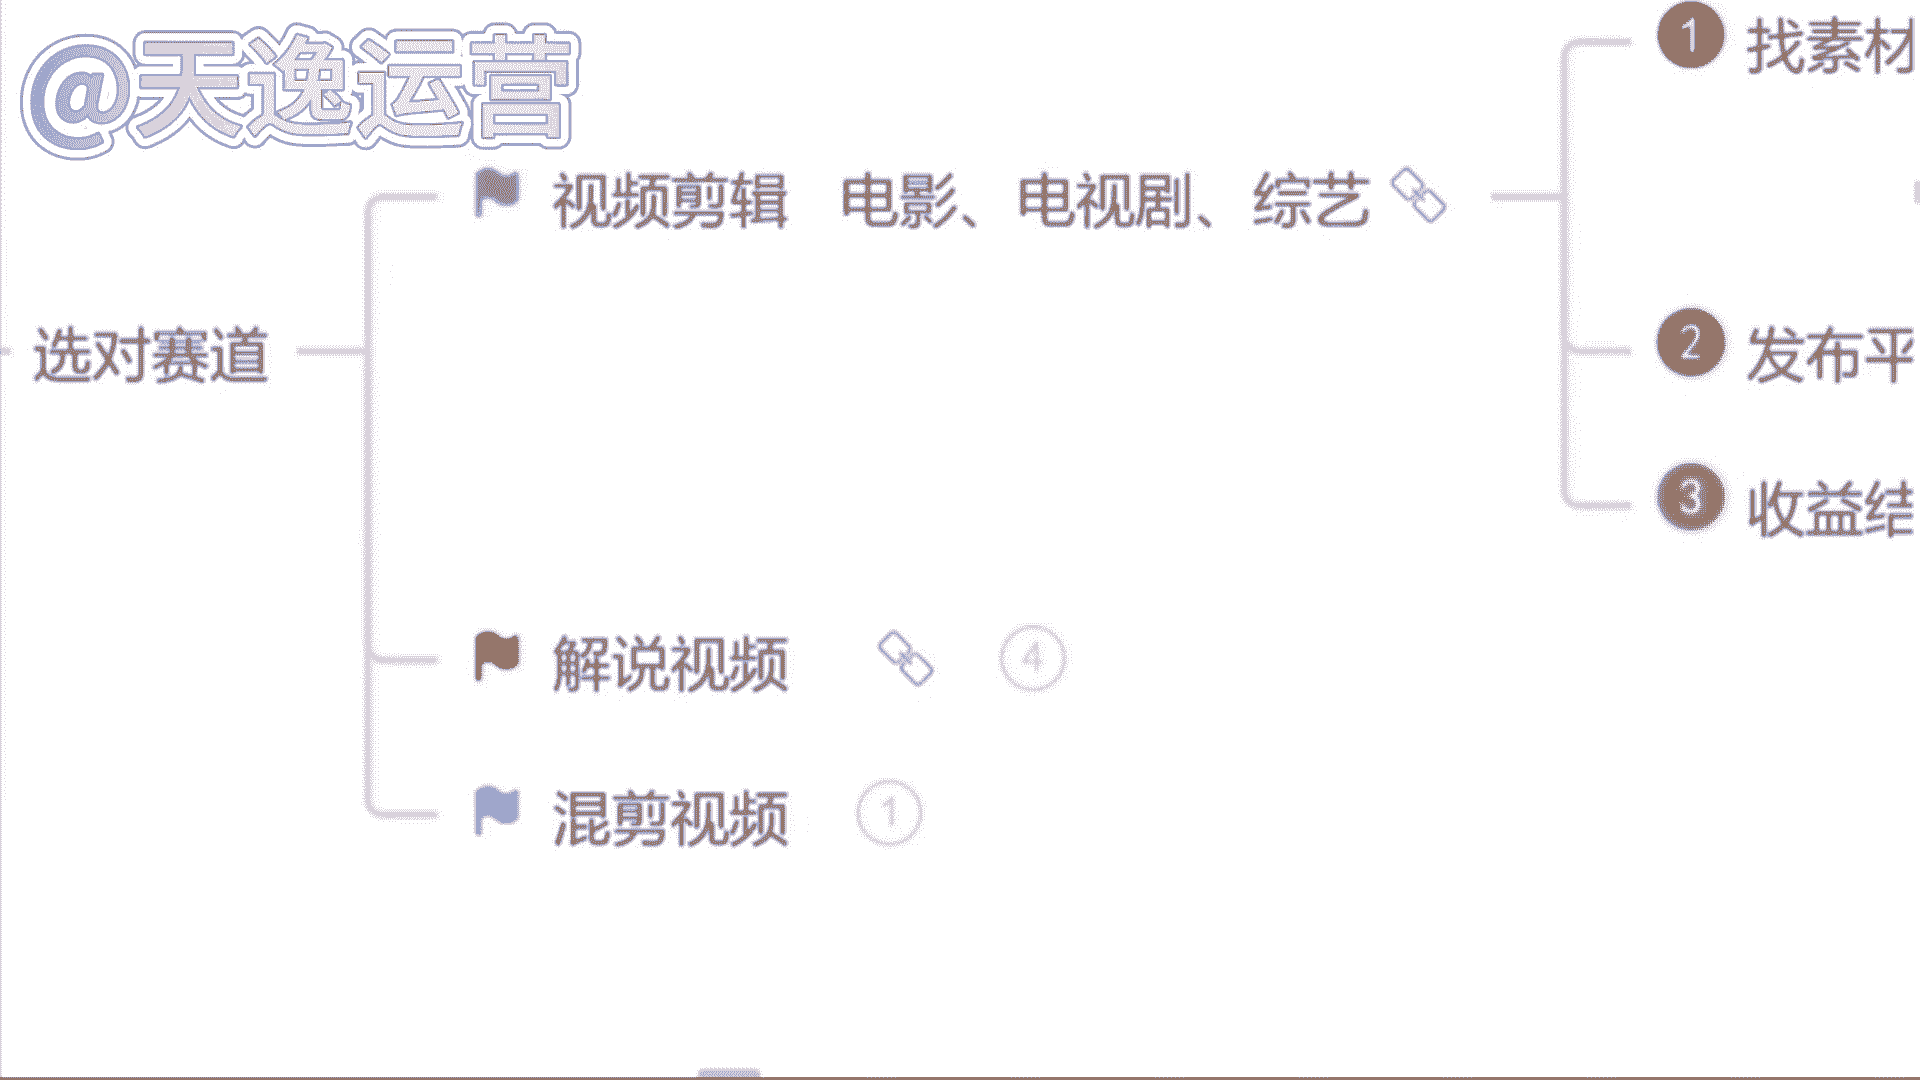 @天逸运营
选对赛道
视频剪辑 电影、电视剧、综艺
1 找素材
2 发布平
3 收益结
解说视频 4
混剪视频 1